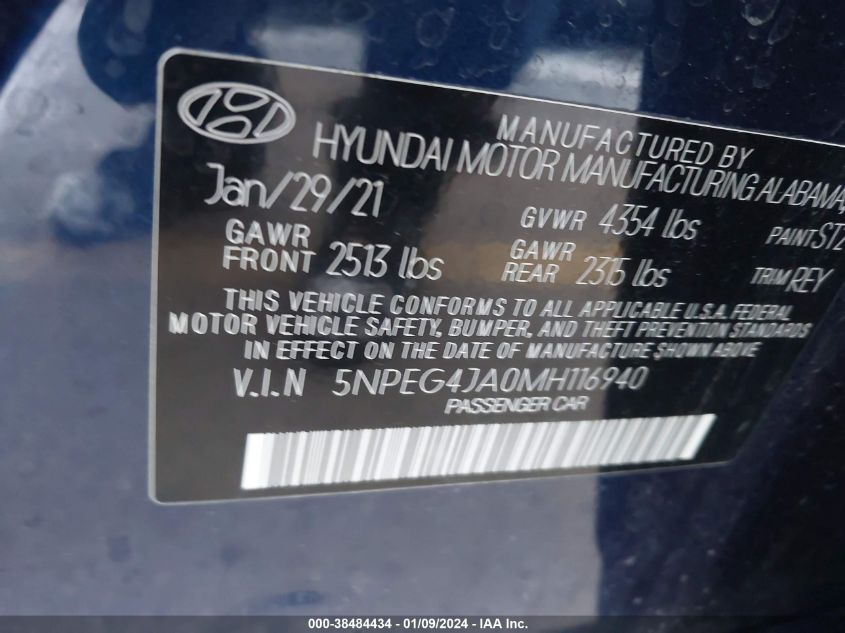 MANUFACTURED BY
HYUNDAI MOTOR MANUFACTURING ALABAMA,
Jan/29/21
GVWR 4354 lbs
PAINT ST2
GAWR
FRONT 2513 lbs
GAWR
REAR 2315 lbs
TRIM REY
THIS VEHICLE CONFORMS TO ALL APPLICABLE U.S.A. FEDERAL
MOTOR VEHICLE SAFETY, BUMPER, AND THEFT PREVENTION STANDARDS
IN EFFECT ON THE DATE OF MANUFACTURE SHOWN ABOVE
V.I.N 5NPEG4JA0MH116940
PASSENGER CAR
000-38484434 - 01/09/2024 - IAA Inc.